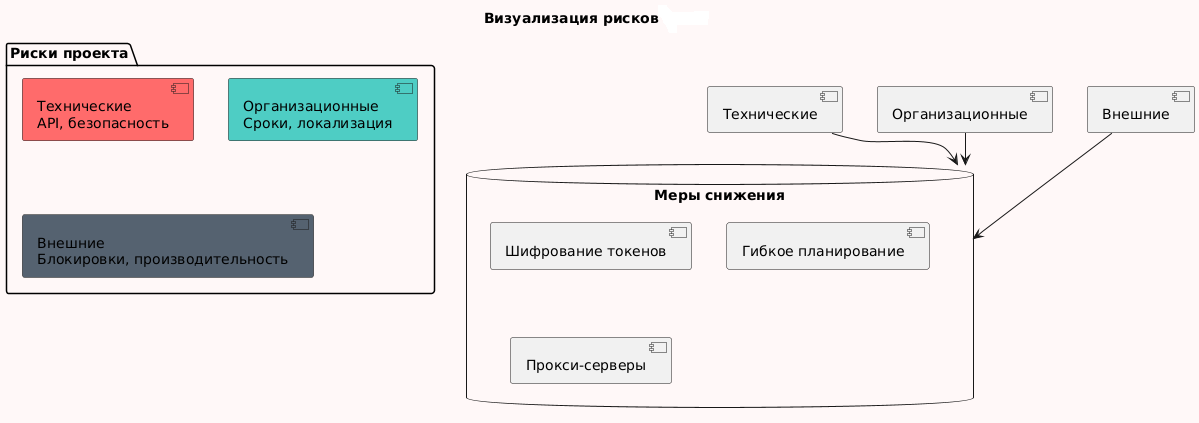 Визуализация рисков
Риски проекта
Технические
API, безопасность
Организационные
Сроки, локализация
Внешние
Блокировки, производительность
Технические
Организационные
Внешние
Меры снижения
Шифрование токенов
Гибкое планирование
Прокси-серверы